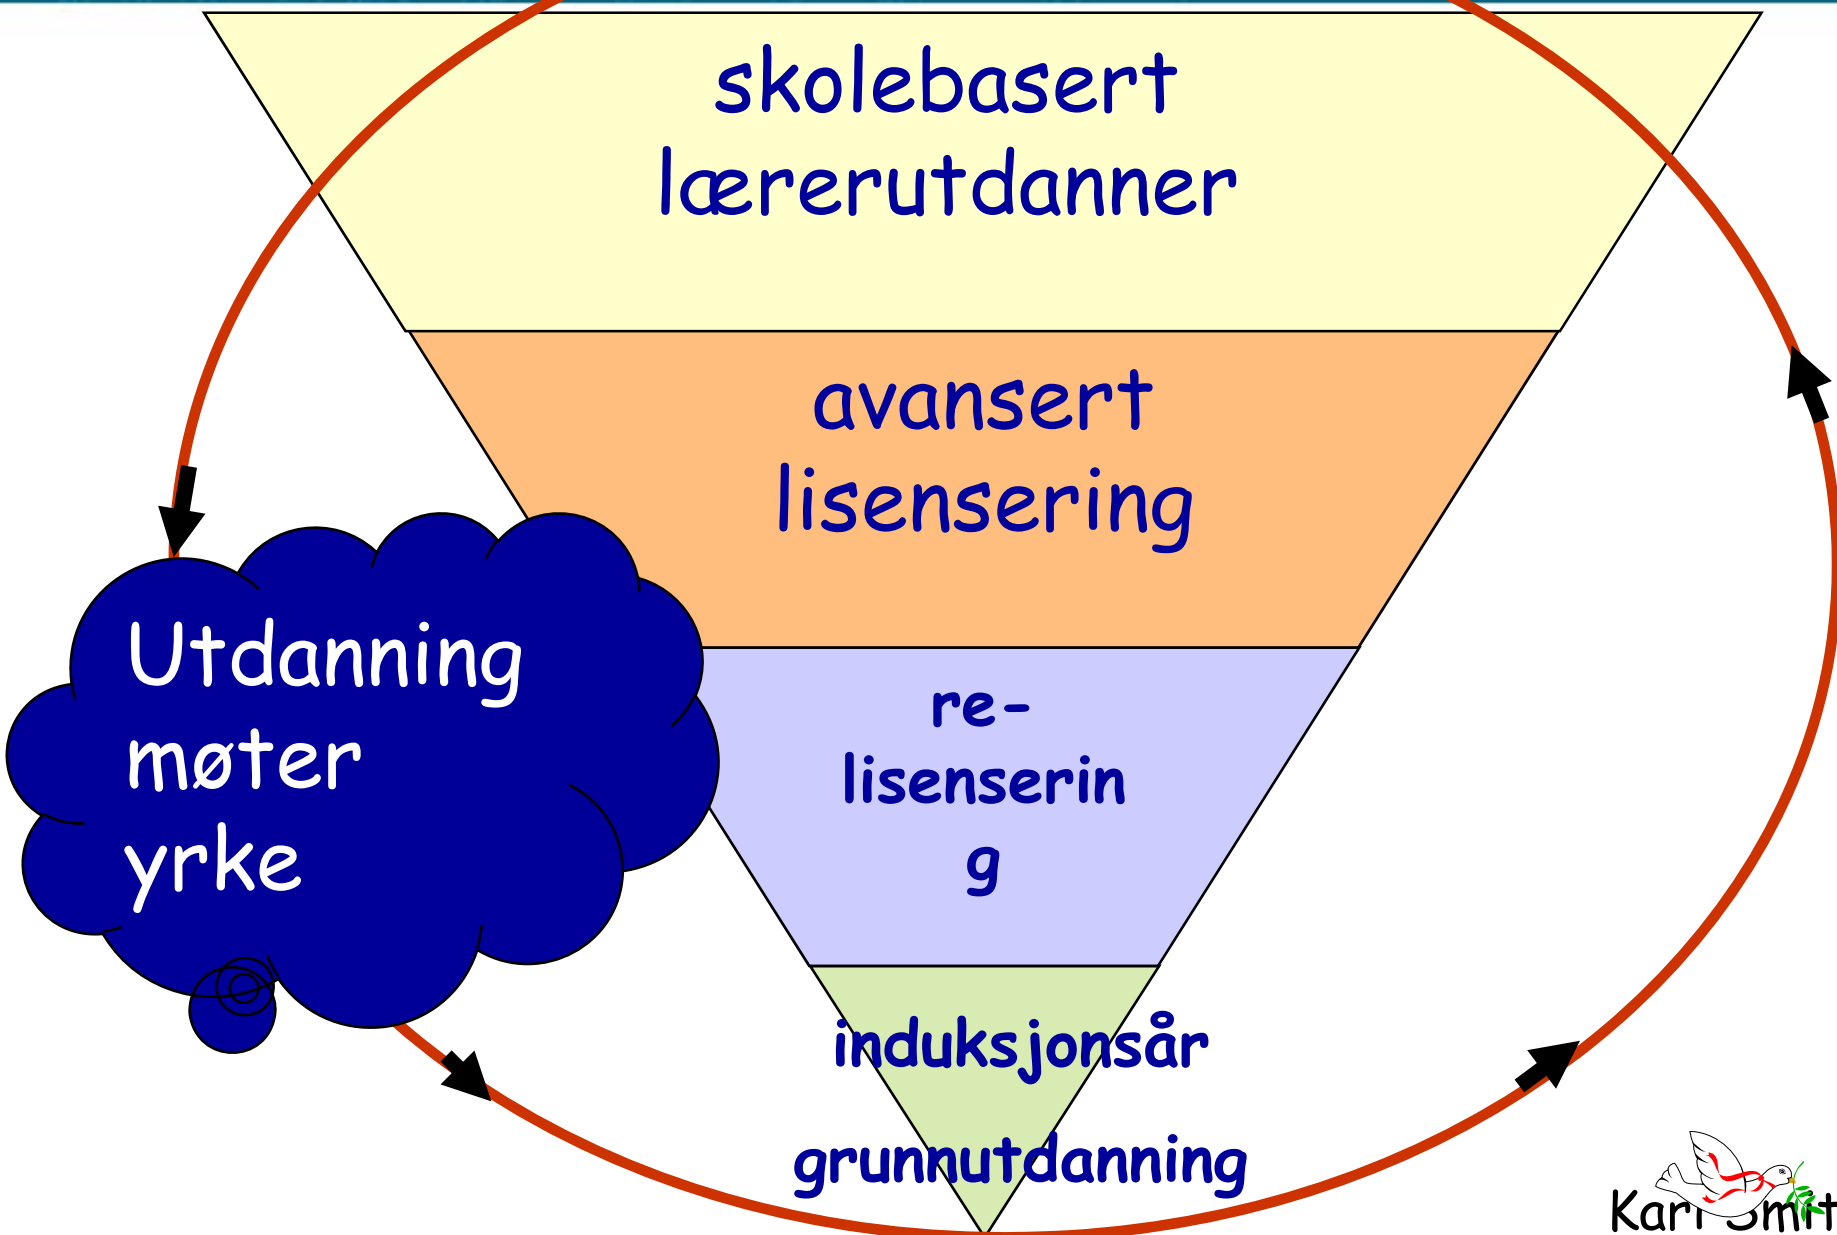 skolebasert
lærerutdanner
avansert
lisensering
re-
lisenserin
g
Utdanning
møter
yrke
induksjonsår
grunnutdanning